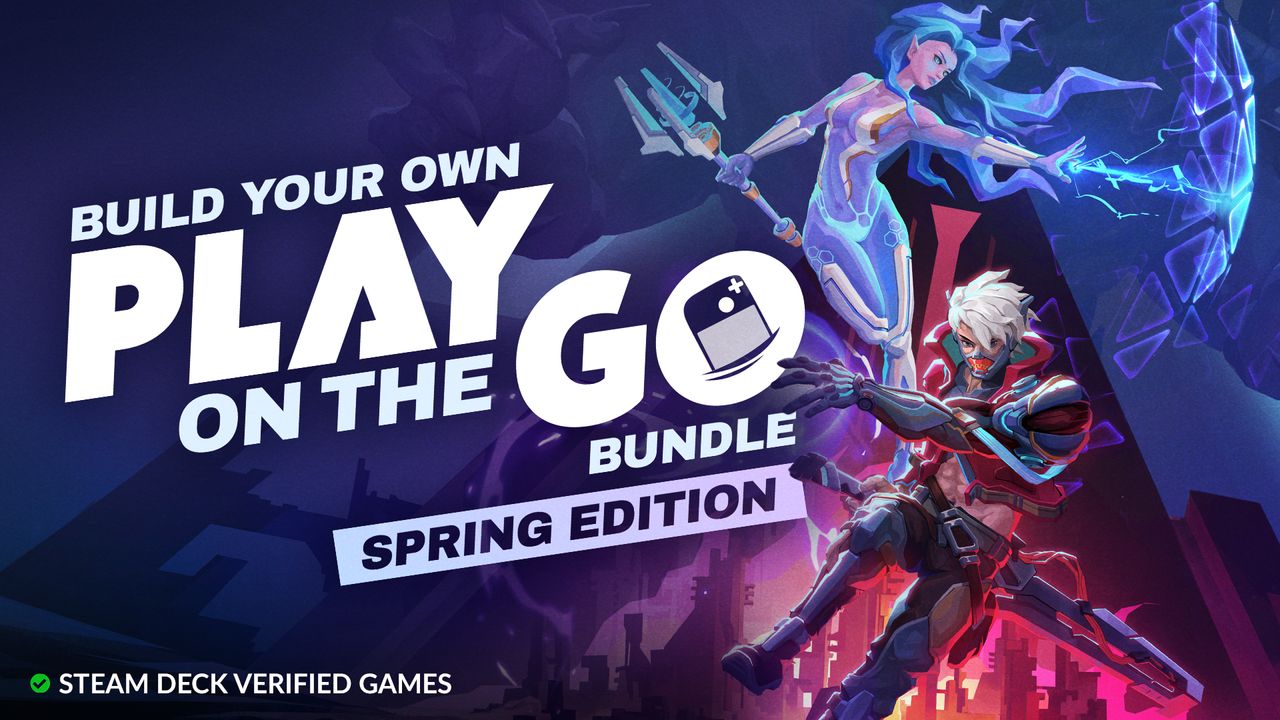 BUILD YOUR OWN
PLAY
ON THE GO
BUNDLE
SPRING EDITION
STEAM DECK VERIFIED GAMES